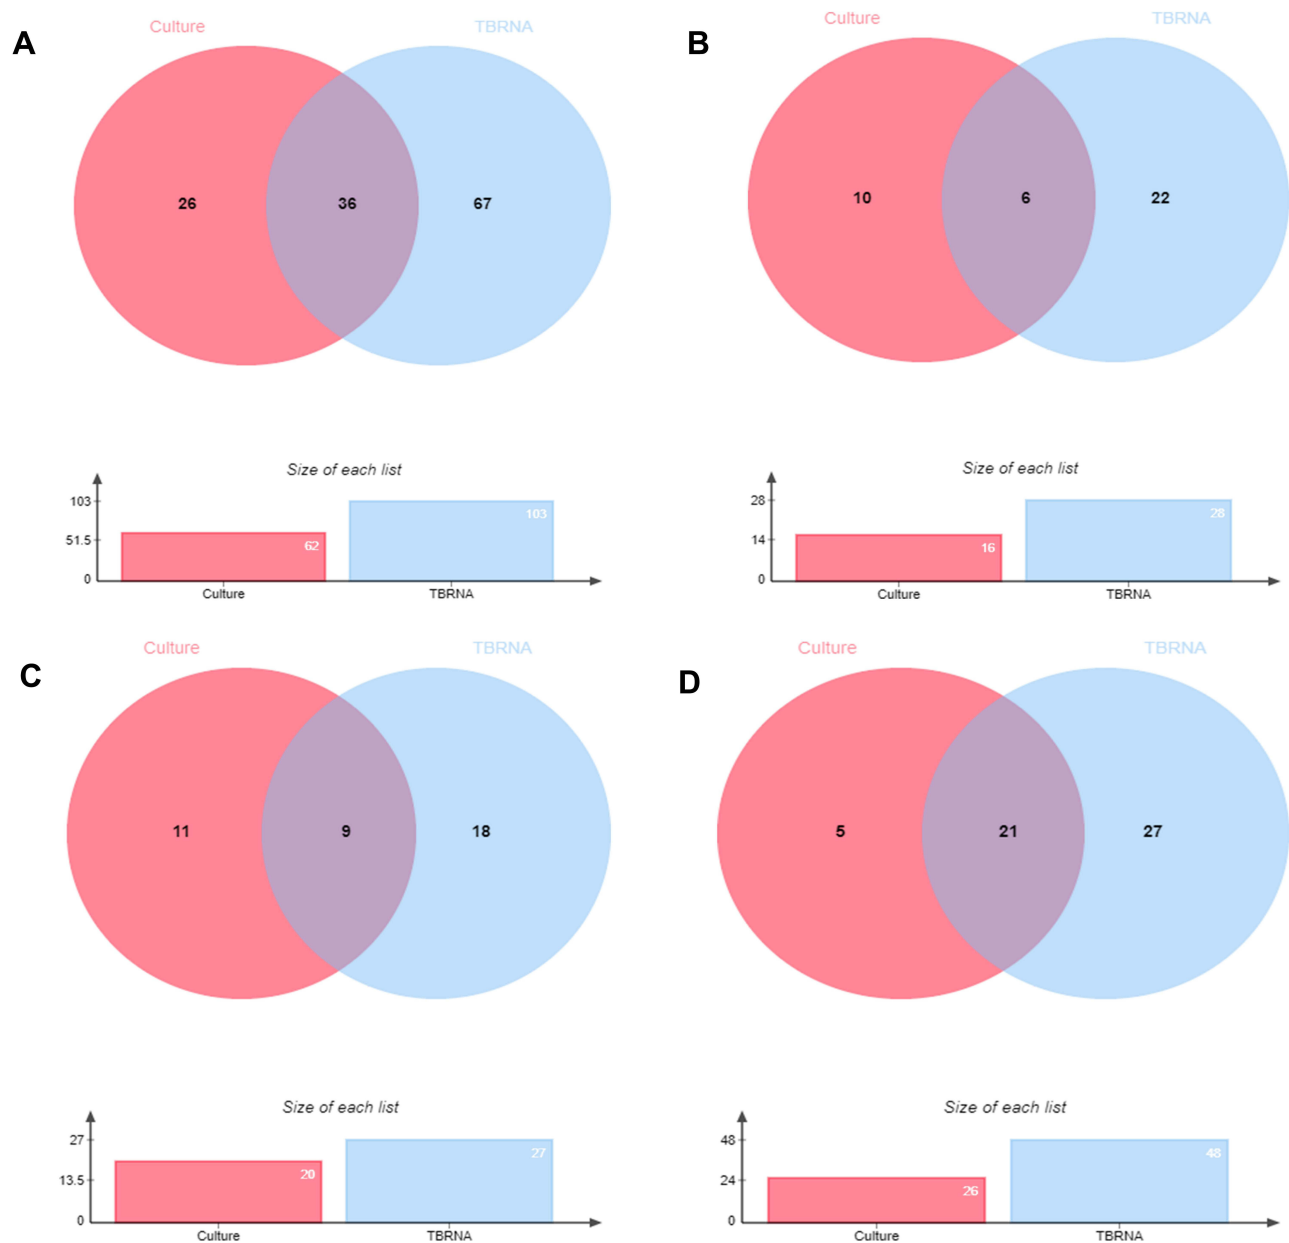 A
Culture
TBRNA
26
36
67
Size of each list
103
51.5
0
62
103
Culture
TBRNA
B
Culture
TBRNA
10
6
22
Size of each list
28
14
0
16
28
Culture
TBRNA
C
Culture
TBRNA
11
9
18
Size of each list
27
13.5
0
20
27
Culture
TBRNA
D
Culture
TBRNA
5
21
27
Size of each list
48
24
0
26
48
Culture
TBRNA